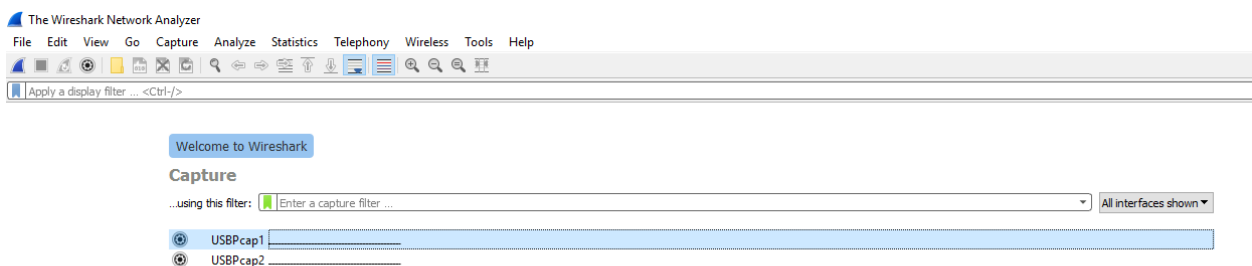 The Wireshark Network Analyzer
File Edit View Go Capture Analyze Statistics Telephony Wireless Tools Help
Apply a display filter ... <Ctrl-/>
Welcome to Wireshark
Capture
...using this filter: Enter a capture filter ... All interfaces shown
USBPcap1
USBPcap2